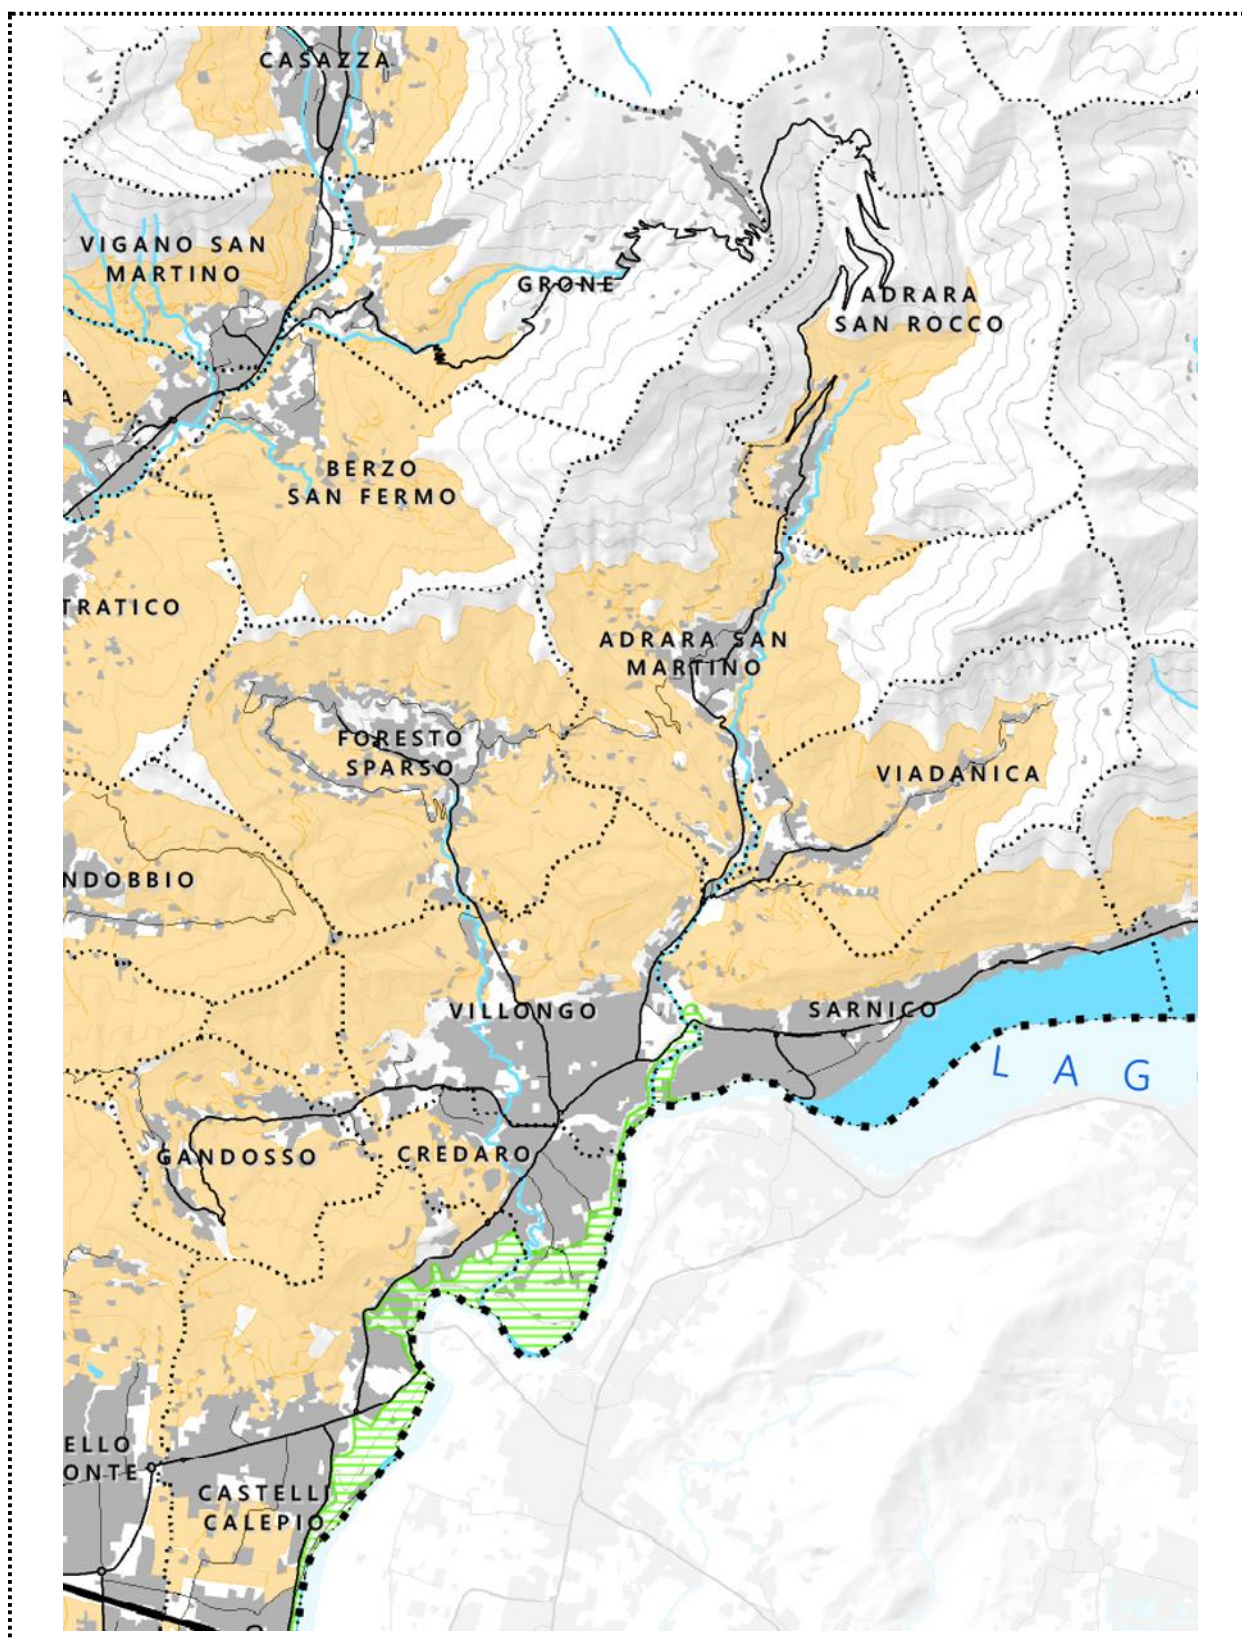 CASAZZA
VIGANO SAN
MARTINO
GRONE
ADRARA
SAN ROCCO
A
BERZO
SAN FERMO
TRATICO
ADRARA SAN
MARTINO
FORESTO
SPARSO
VIADANICA
NDOBBIO
VILLONGO
SARNICO
L A G
GANDOSSO
CREDARO
ELLO
ONTE
CASTELLI
CALEPIO